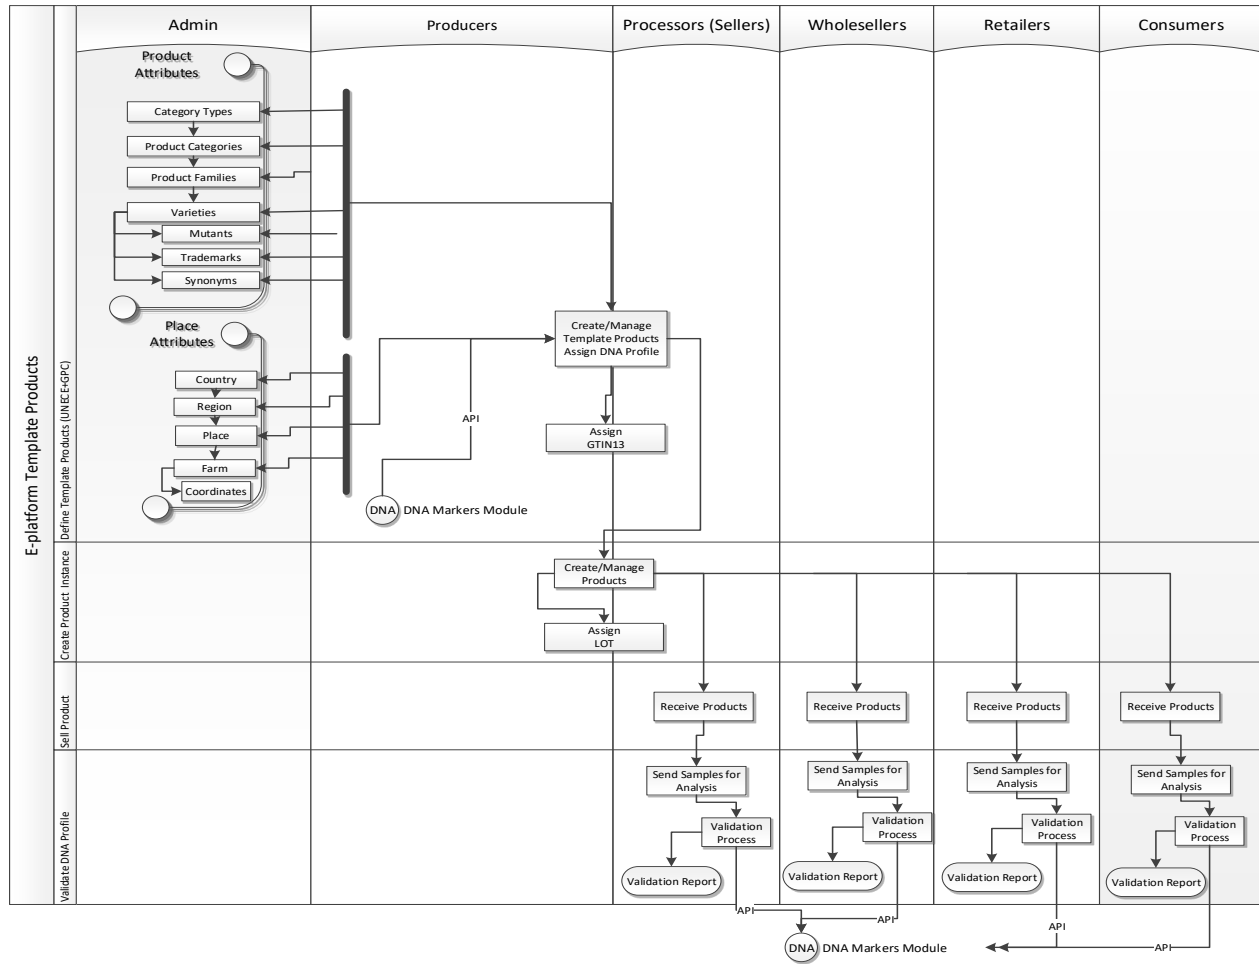 Admin
Producers
Processors (Sellers)
Wholesellers
Retailers
Consumers
E-platform Template Products
Define Template Products (UNECE+GPC)
Product
Attributes
Category Types
Product Categories
Product Families
Varieties
Mutants
Trademarks
Synonyms
Place
Attributes
Country
Region
Place
Farm
Coordinates
Create/Manage
Template Products
Assign DNA Profile
API
Assign
GTIN13
DNA
DNA Markers Module
Create Product Instance
Create/Manage
Products
Assign
LOT
Sell Product
Receive Products
Receive Products
Receive Products
Receive Products
Validate DNA Profile
Send Samples for
Analysis
Validation
Process
Validation Report
Send Samples for
Analysis
Validation
Process
Validation Report
Send Samples for
Analysis
Validation
Process
Validation Report
Send Samples for
Analysis
Validation
Process
Validation Report
API
API
API
API
DNA
DNA Markers Module